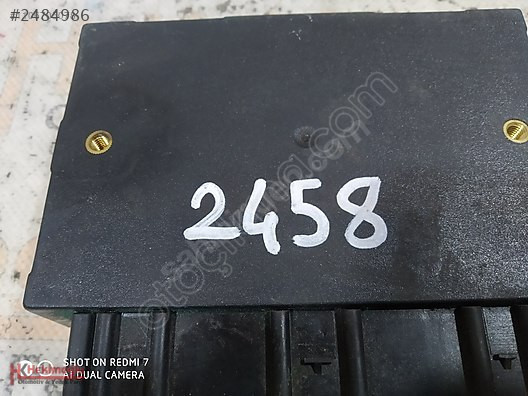 #2484986
2458
SHOT ON REDMI 7
AI DUAL CAMERA